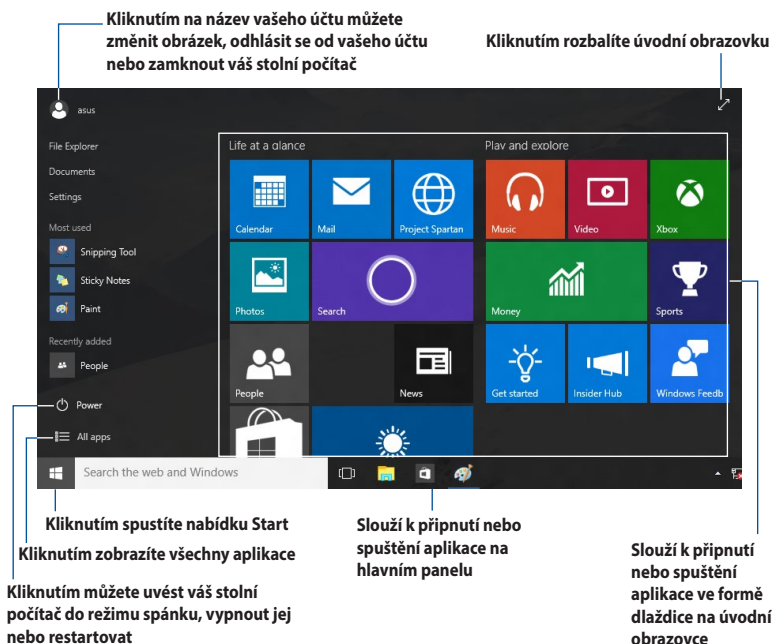 Kliknutím na název vašeho účtu můžete
změnit obrázek, odhlásit se od vašeho účtu
nebo zamknout váš stolní počítač
Kliknutím rozbalíte úvodní obrazovku
asus
File Explorer
Documents
Settings
Most used
Snipping Tool
Sticky Notes
Paint
Recently added
People
Power
All apps
Life at a glance
Play and explore
Calendar
Mail
Project Spartan
Music
Video
Xbox
Photos
Search
Money
Sports
People
News
Get started
Insider Hub
Windows Feedb
Search the web and Windows
Kliknutím spustíte nabídku Start
Kliknutím zobrazíte všechny aplikace
Kliknutím můžete uvést váš stolní
počítač do režimu spánku, vypnout jej
nebo restartovat
Slouží k připnutí nebo
spuštění aplikace na
hlavním panelu
Slouží k připnutí
nebo spuštění
aplikace ve formě
dlaždice na úvodní
obrazovce